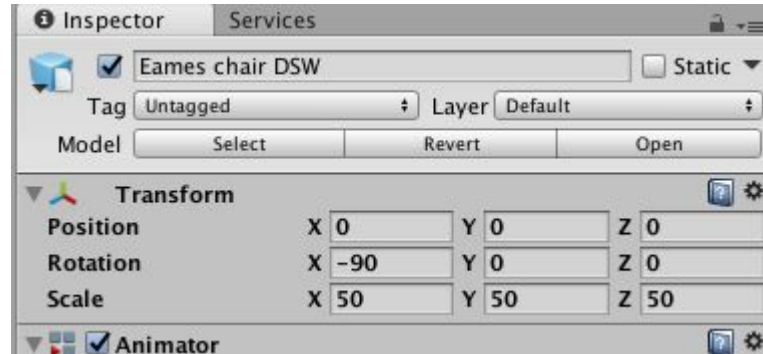 Inspector Services
Eames chair DSW Static
Tag Untagged Layer Default
Model Select Revert Open
Transform
Position X 0 Y 0 Z 0
Rotation X -90 Y 0 Z 0
Scale X 50 Y 50 Z 50
Animator